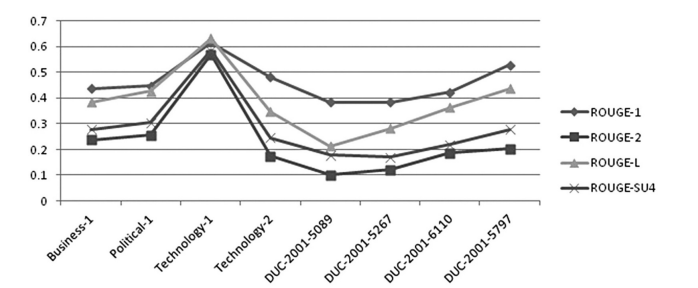 0.7
0.6
0.5
0.4
0.3
0.2
0.1
0
Business-1
Political-1
Technology-1
Technology-2
DUC-2001-5089
DUC-2001-5267
DUC-2001-6110
DUC-2001-5797
ROUGE-1
ROUGE-2
ROUGE-L
ROUGE-SU4